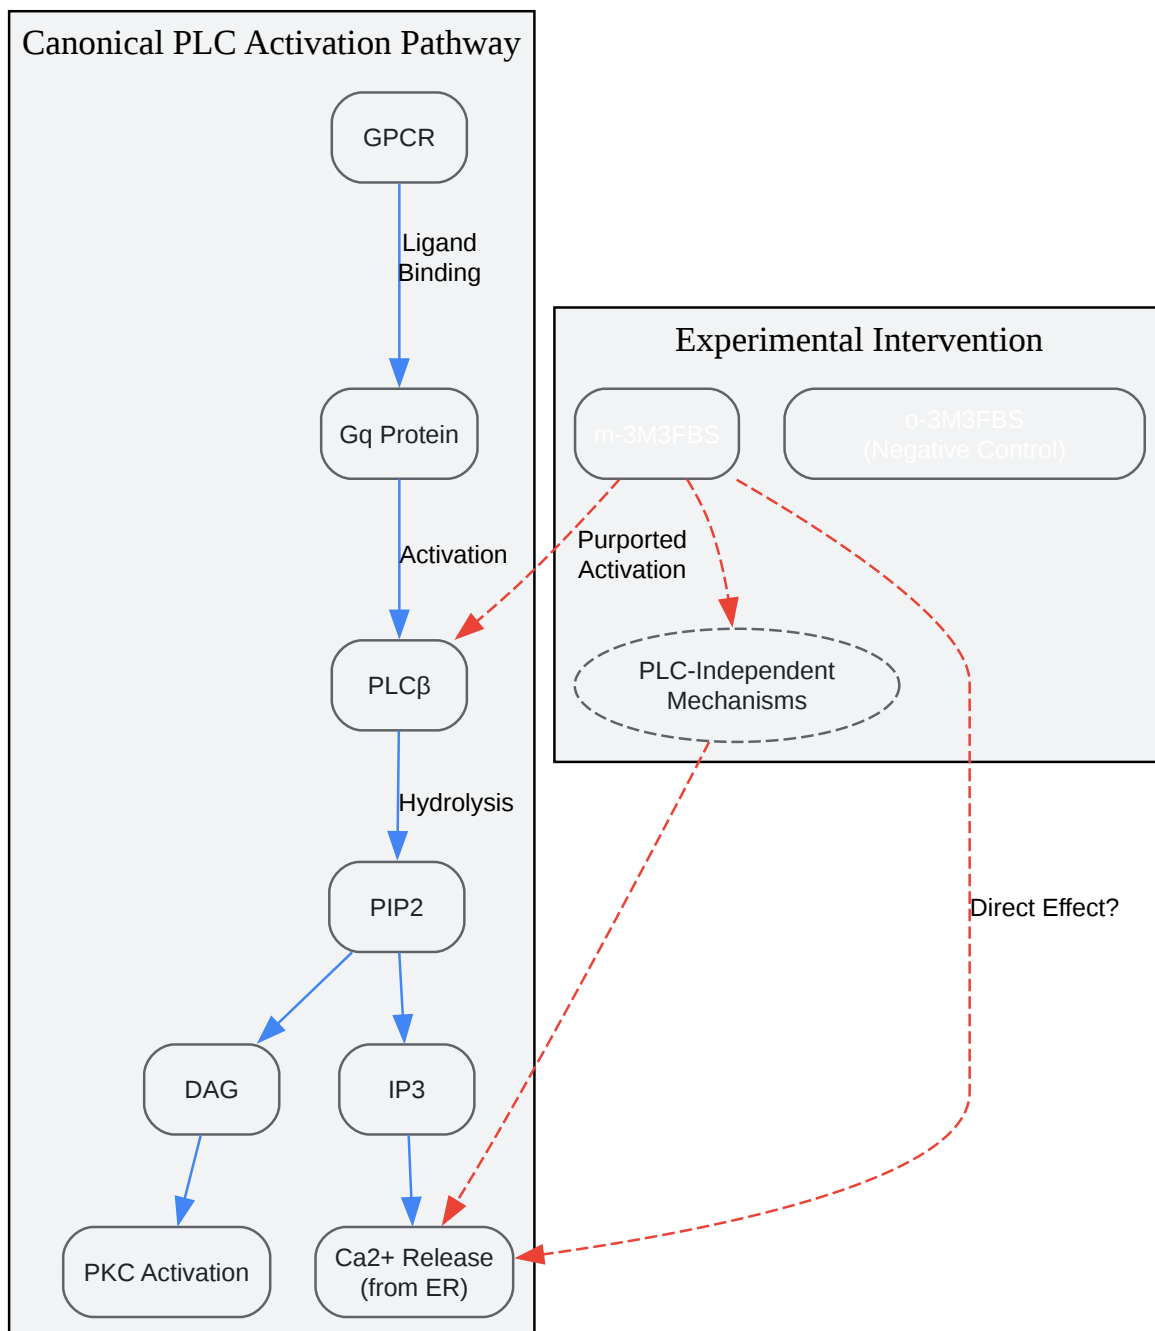 Canonical PLC Activation Pathway
GPCR
Ligand
Binding
Experimental Intervention
Gq Protein
m-3M3FBS
o-3M3FBS
(Negative Control)
Activation
Purported
Activation
PLCβ
PLC-Independent
Mechanisms
Hydrolysis
PIP2
Direct Effect?
DAG
IP3
PKC Activation
Ca2+ Release
(from ER)